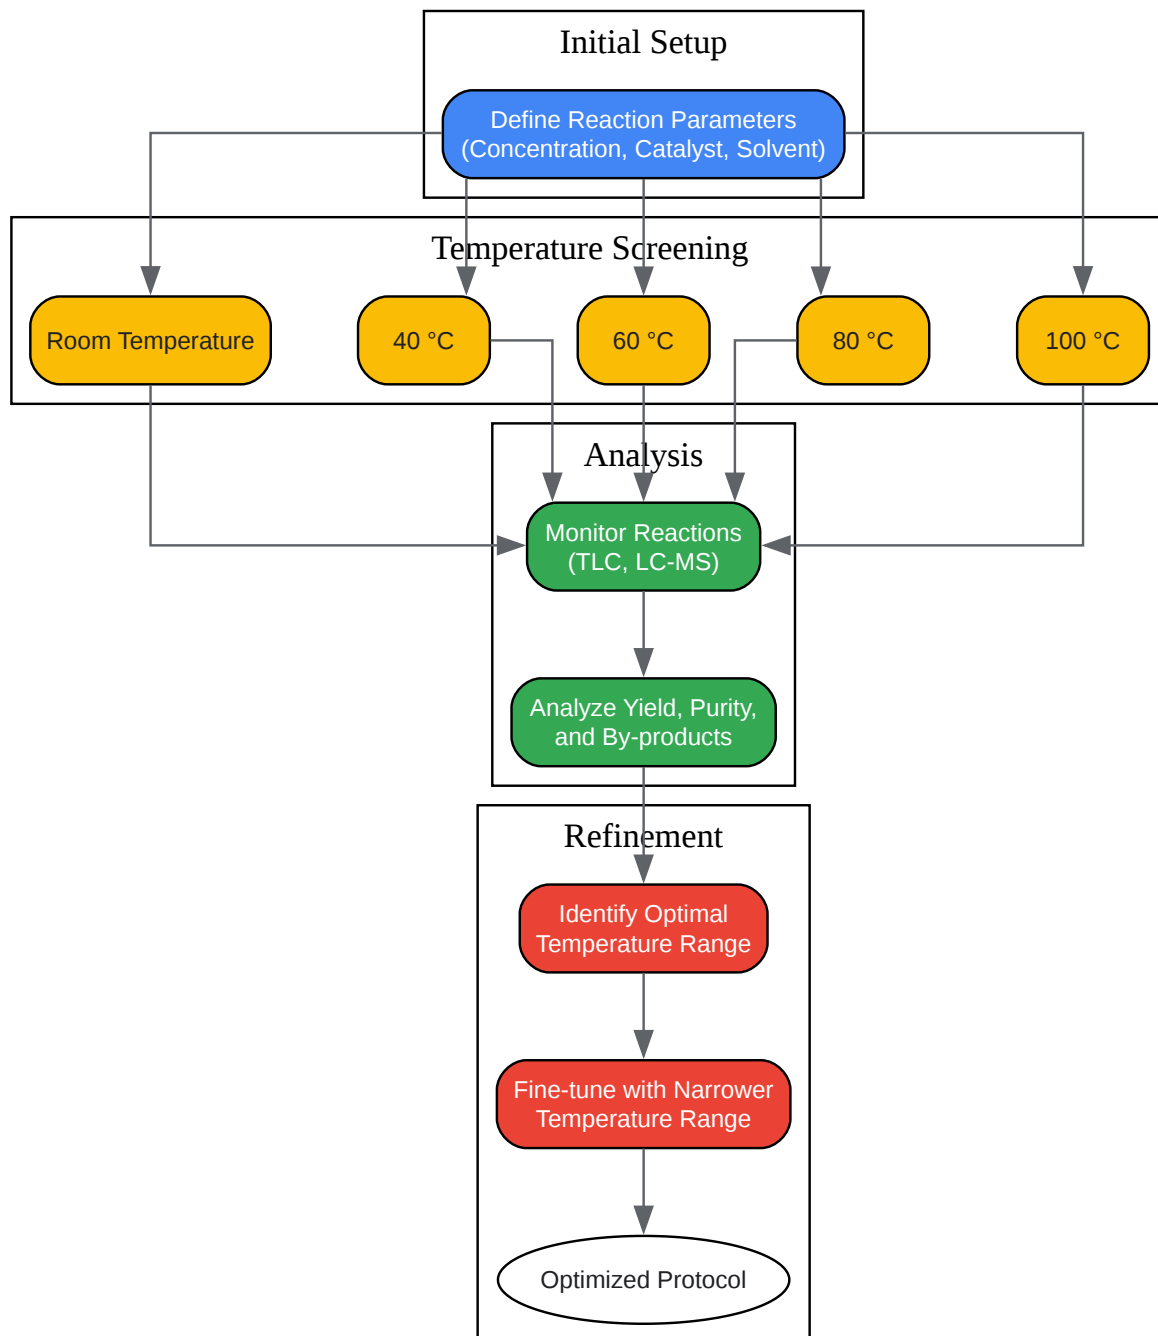 Initial Setup
Define Reaction Parameters
(Concentration, Catalyst, Solvent)
Temperature Screening
Room Temperature
40 °C
60 °C
80 °C
100 °C
Analysis
Monitor Reactions
(TLC, LC-MS)
Analyze Yield, Purity,
and By-products
Refinement
Identify Optimal
Temperature Range
Fine-tune with Narrower
Temperature Range
Optimized Protocol